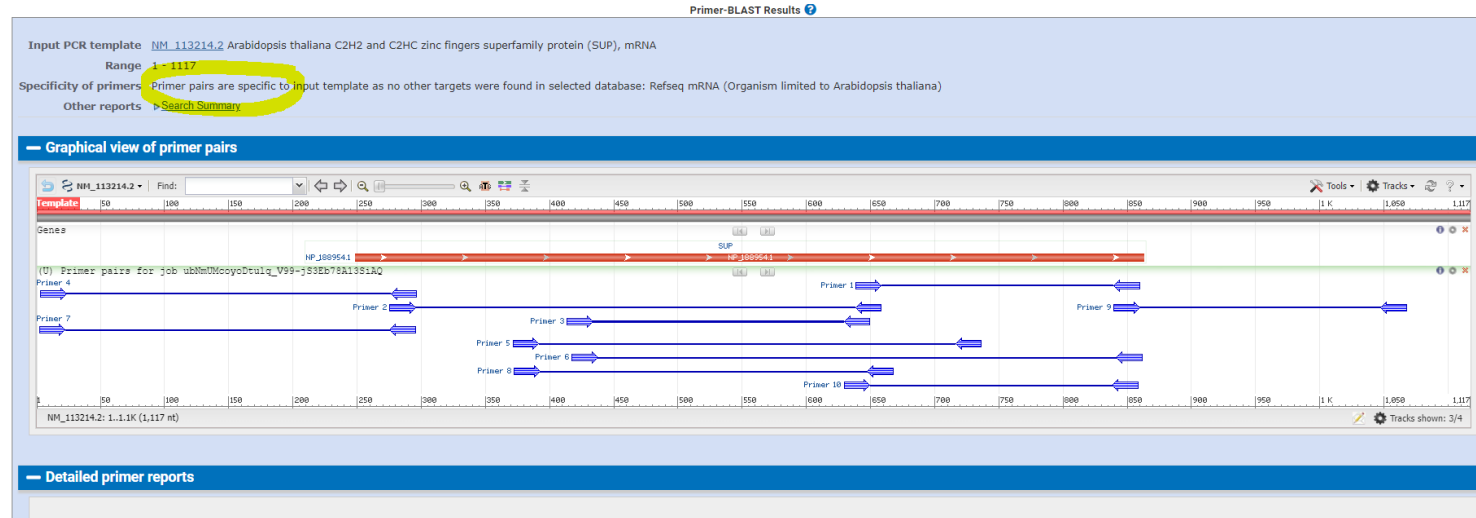 Primer-BLAST Results ?
Input PCR template NM_113214.2 Arabidopsis thaliana C2H2 and C2HC zinc fingers superfamily protein (SUP), mRNA
Range 1 - 1117
Specificity of primers Primer pairs are specific to input template as no other targets were found in selected database: Refseq mRNA (Organism limited to Arabidopsis thaliana)
Other reports Search Summary
Graphical view of primer pairs
NM_113214.2 Find: Tools Tracks ?
Template 50 100 150 200 250 300 350 400 450 500 550 600 650 700 750 800 850 900 950 1 K 1,050 1,117
Genes
SUP
NP_188954.1 NP_188954.1
(U) Primer pairs for job
Primer 4
Primer 1
Primer 2
Primer 9
Primer 7
Primer 3
Primer 5
Primer 6
Primer 8
Primer 10
1 50 100 150 200 250 300 350 400 450 500 550 600 650 700 750 800 850 900 950 1 K 1,050 1,117
NM_113214.2: 1..1.1K (1,117 nt) Tracks shown: 3/4
Detailed primer reports